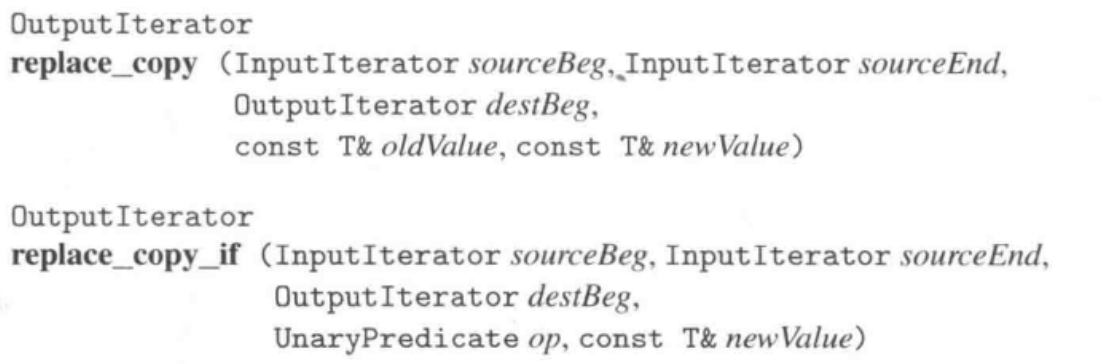 OutputIterator
replace_copy (InputIterator sourceBeg, InputIterator sourceEnd,
OutputIterator destBeg,
const T& oldValue, const T& newValue)
OutputIterator
replace_copy_if (InputIterator sourceBeg, InputIterator sourceEnd,
OutputIterator destBeg,
UnaryPredicate op, const T& newValue)